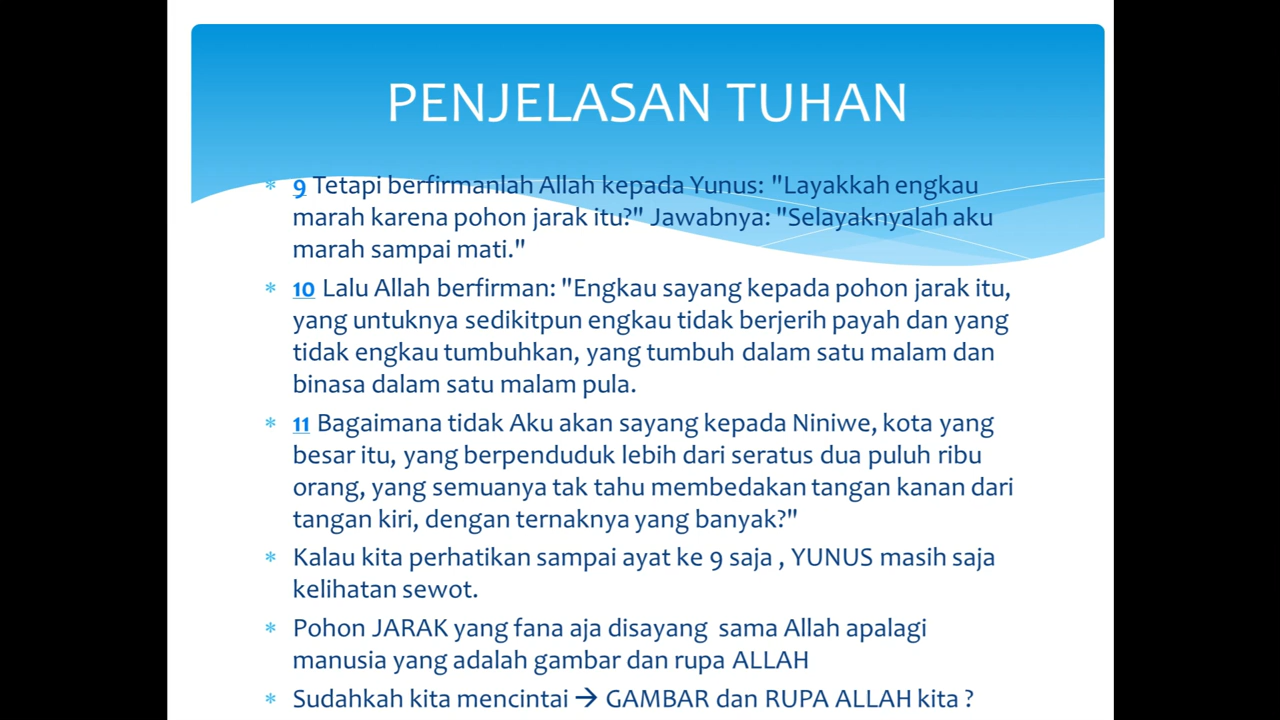 PENJELASAN TUHAN
* 9 Tetapi berfirmanlah Allah kepada Yunus: "Layakkah engkau
marah karena pohon jarak itu?" Jawabnya: "Selayaknyalah aku
marah sampai mati."
* 10 Lalu Allah berfirman: "Engkau sayang kepada pohon jarak itu,
yang untuknya sedikitpun engkau tidak berjerih payah dan yang
tidak engkau tumbuhkan, yang tumbuh dalam satu malam dan
binasa dalam satu malam pula.
* 11 Bagaimana tidak Aku akan sayang kepada Niniwe, kota yang
besar itu, yang berpenduduk lebih dari seratus dua puluh ribu
orang, yang semuanya tak tahu membedakan tangan kanan dari
tangan kiri, dengan ternaknya yang banyak?"
* Kalau kita perhatikan sampai ayat ke 9 saja , YUNUS masih saja
kelihatan sewot.
* Pohon JARAK yang fana aja disayang sama Allah apalagi
manusia yang adalah gambar dan rupa ALLAH
* Sudahkah kita mencintai → GAMBAR dan RUPA ALLAH kita ?